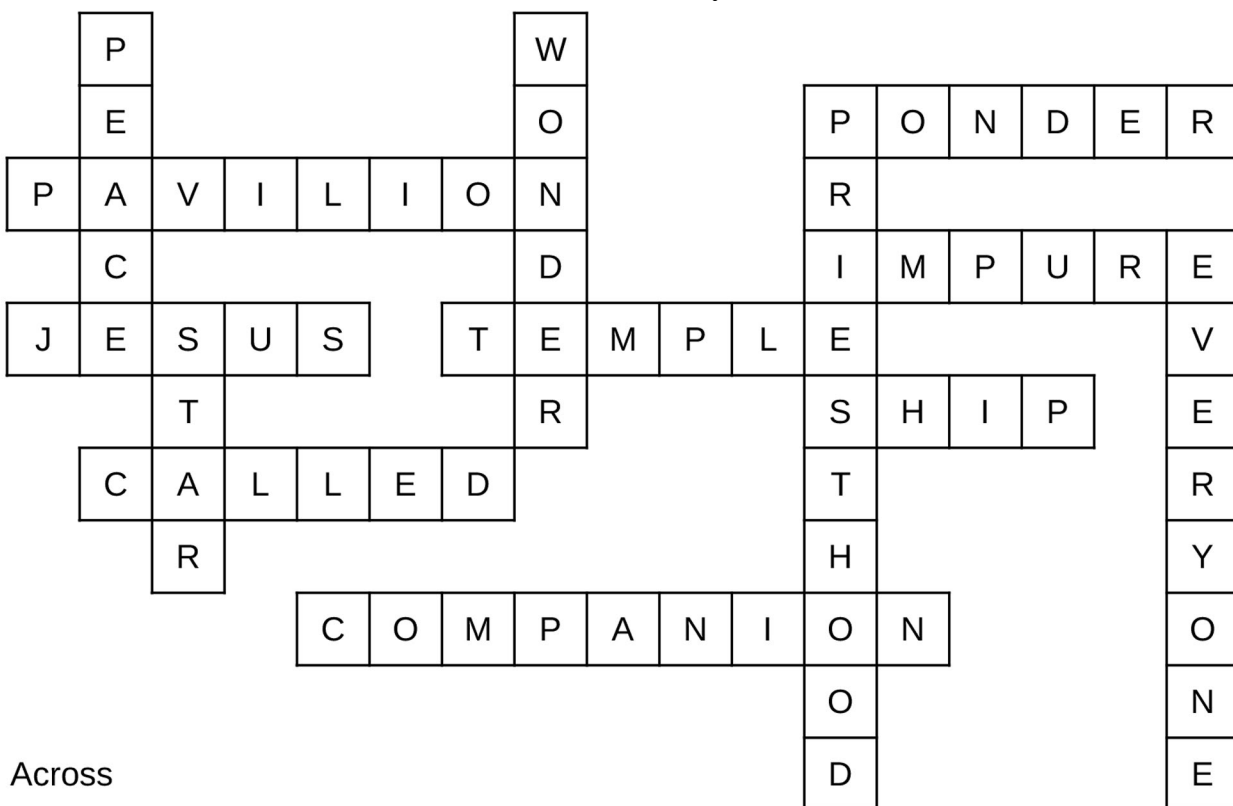 P W
E O P O N D E R
P A V I L I O N R
C D I M P U R E
J E S U S T E M P L E V
T R S H I P E
C A L L E D T R
R H Y
C O M P A N I O N O
O N
Across D E